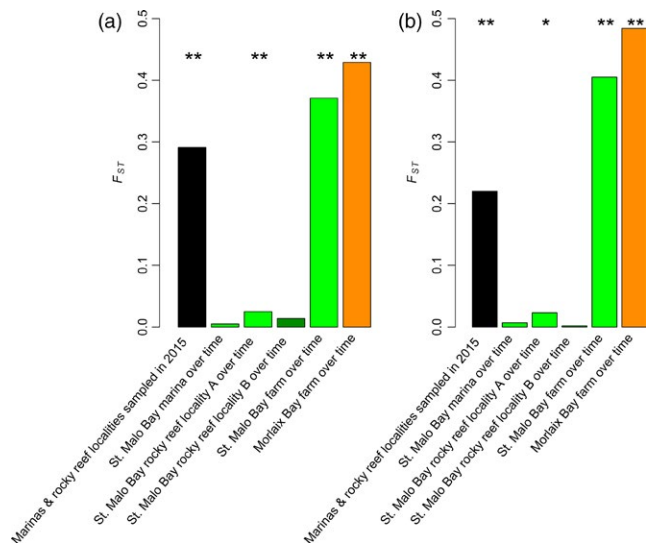 (a)
** ** ** **
0.5
0.4
0.3
0.2
0.1
0.0
FST
Marinas & rocky reef localities sampled in 2015
St. Malo Bay marina over time
St. Malo Bay rocky reef locality A over time
St. Malo Bay rocky reef locality B over time
St. Malo Bay farm over time
Morlaix Bay farm over time
(b)
** * ** **
0.5
0.4
0.3
0.2
0.1
0.0
FST
Marinas & rocky reef localities sampled in 2015
St. Malo Bay marina over time
St. Malo Bay rocky reef locality A over time
St. Malo Bay rocky reef locality B over time
St. Malo Bay farm over time
Morlaix Bay farm over time